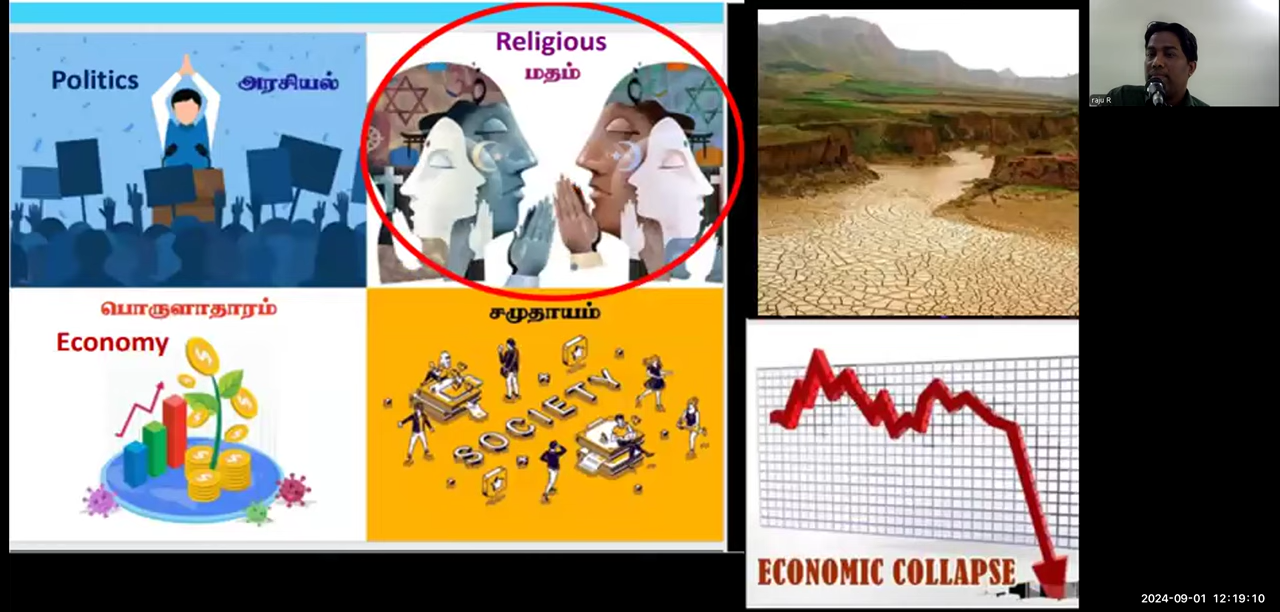 Politics
அரசியல்
Religious
மதம்
பொருளாதாரம்
Economy
சமுதாயம்
SOCIETY
ECONOMIC COLLAPSE
raju R
2024-09-01 12:19:10